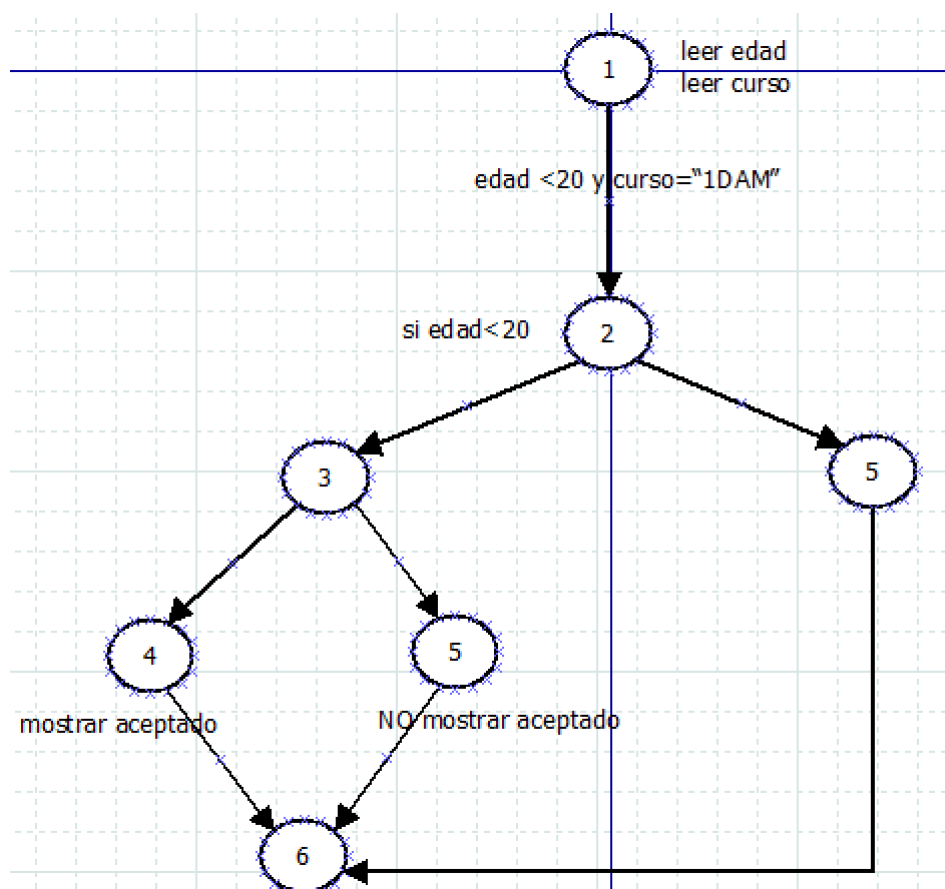 1
leer edad
leer curso
edad <20 y curso=“1DAM”
si edad<20
2
3
5
4
5
mostrar aceptado
NO mostrar aceptado
6